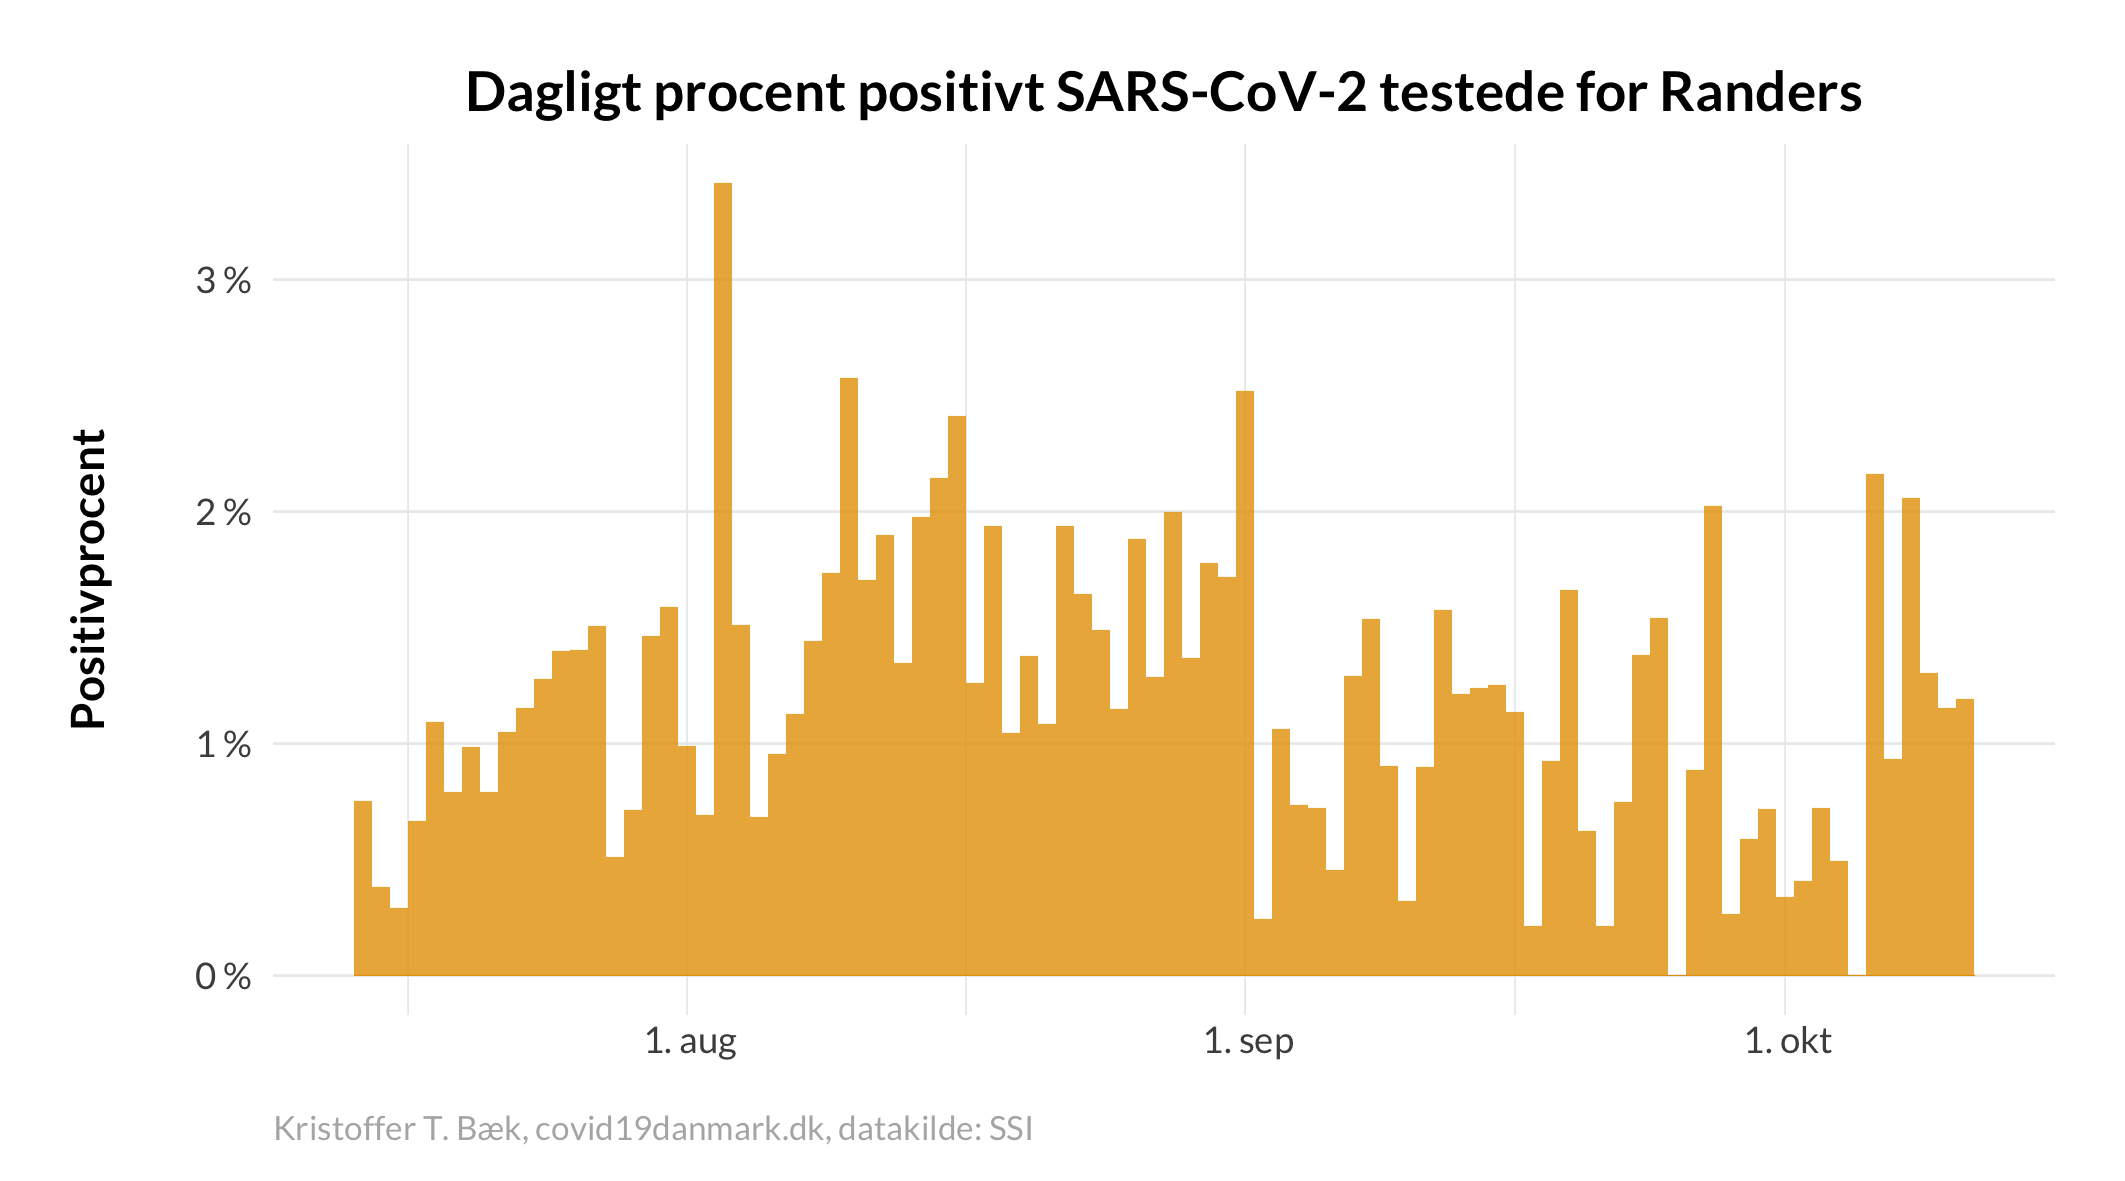 Dagligt procent positivt SARS-CoV-2 testede for Randers
Positivprocent
3 %
2 %
1 %
0 %
1. aug
1. sep
1. okt
Kristoffer T. Bæk, covid19danmark.dk, datakilde: SSI